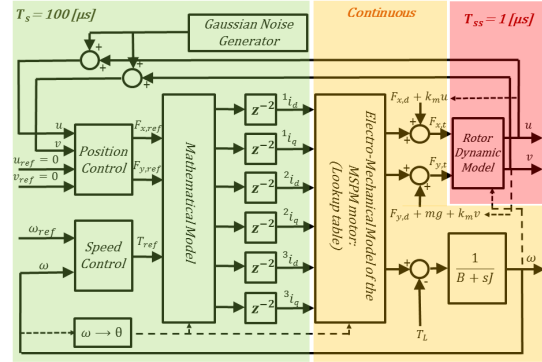 T_s = 100 [μs]
Continuous
T_ss = 1 [μs]
Gaussian Noise
Generator
+
+
+
+
u
v
u_ref = 0
v_ref = 0
Position
Control
F_x,ref
F_y,ref
Mathematical Model
z^-2
z^-2
z^-2
z^-2
z^-2
z^-2
^1i_d
^1i_q
^2i_d
^2i_q
^3i_d
^3i_q
Electro-Mechanical Model of the
MSPM motor:
(Lookup table)
F_x,d + k_m u
+
+
F_x,t
F_y,t
+
+
F_y,d + mg + k_m v
Rotor
Dynamic
Model
u
v
ω_ref
ω
Speed
Control
T_ref
+
-
T_L
1
B + sJ
ω
ω → θ